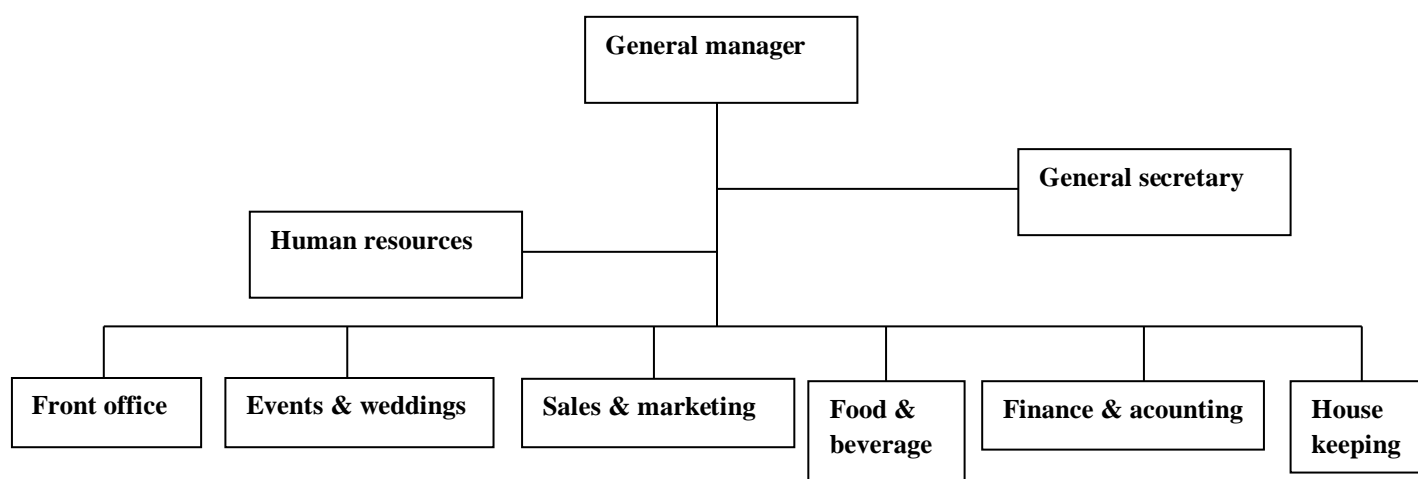 General manager
General secretary
Human resources
Front office
Events & weddings
Sales & marketing
Food &
beverage
Finance & acounting
House
keeping